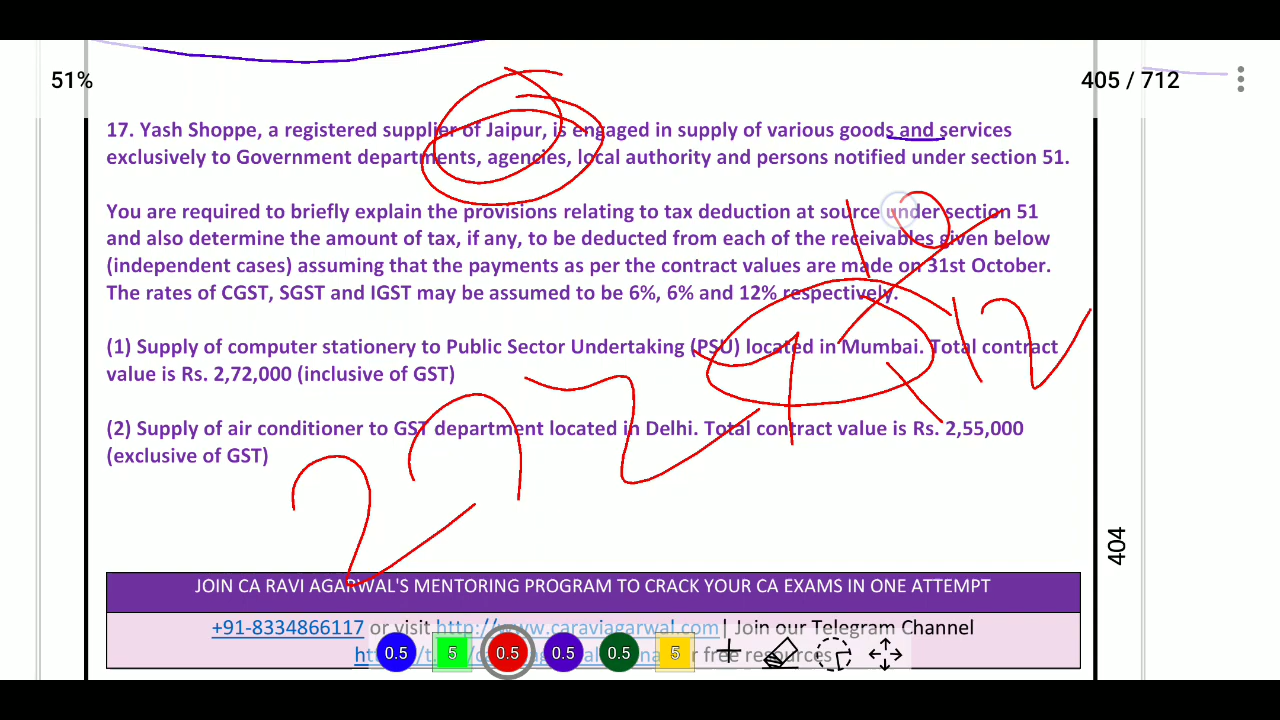 51%
405 / 712
17. Yash Shoppe, a registered supplier of Jaipur, is engaged in supply of various goods and services
exclusively to Government departments, agencies, local authority and persons notified under section 51.
You are required to briefly explain the provisions relating to tax deduction at source under section 51
and also determine the amount of tax, if any, to be deducted from each of the receivables given below
(independent cases) assuming that the payments as per the contract values are made on 31st October.
The rates of CGST, SGST and IGST may be assumed to be 6%, 6% and 12% respectively.
(1) Supply of computer stationery to Public Sector Undertaking (PSU) located in Mumbai. Total contract
value is Rs. 2,72,000 (inclusive of GST)
(2) Supply of air conditioner to GST department located in Delhi. Total contract value is Rs. 2,55,000
(exclusive of GST)
404
JOIN CA RAVI AGARWAL'S MENTORING PROGRAM TO CRACK YOUR CA EXAMS IN ONE ATTEMPT
+91-8334866117 or visit http://www.caraviagarwal.com| Join our Telegram Channel
free resources
0.5 5 0.5 0.5 0.5 5 +